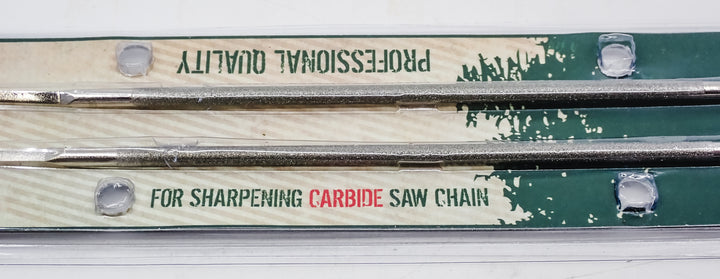 PROFESSIONAL QUALITY
FOR SHARPENING CARBIDE SAW CHAIN